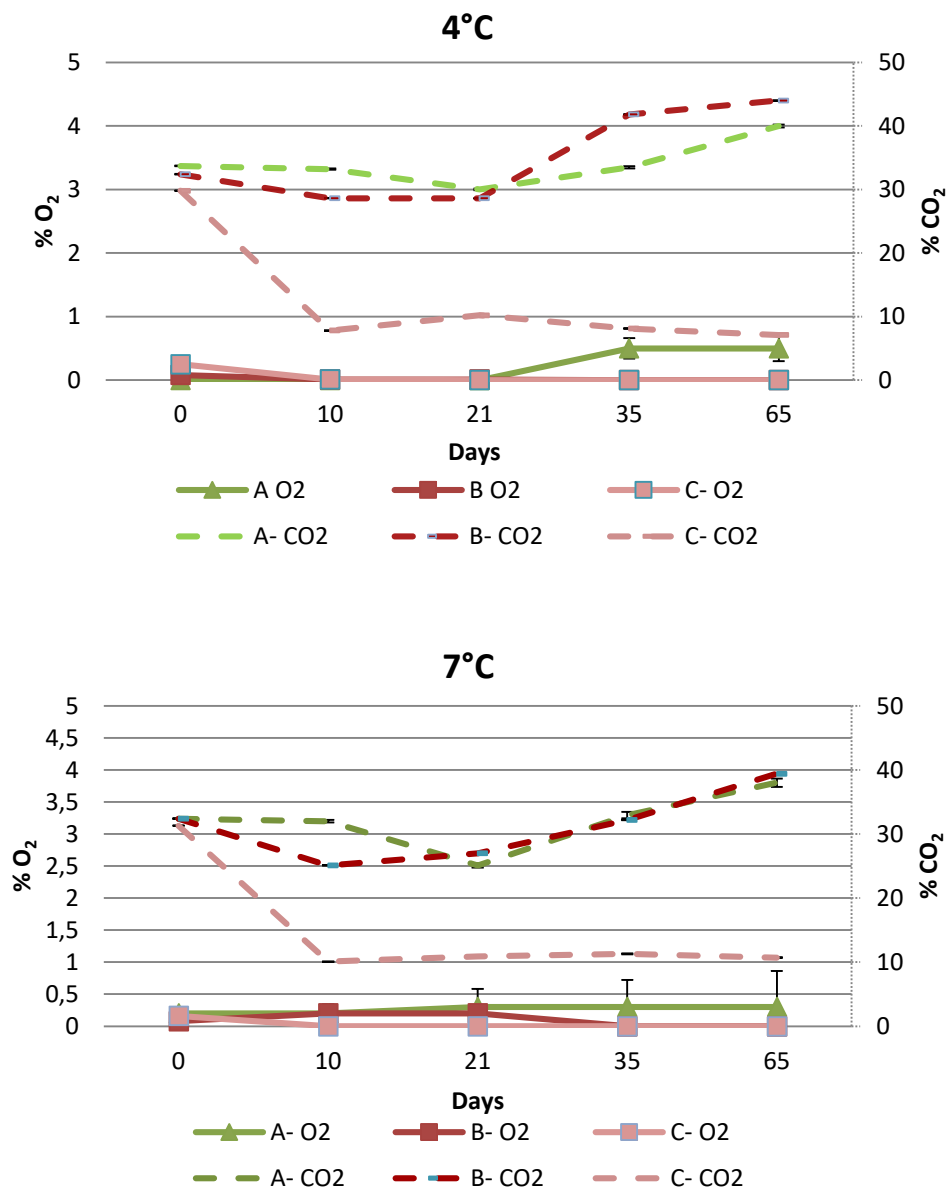 4°C
5 50
4 40
3 30
2 20
1 10
0 0
% O2
% CO2
0 10 21 35 65
Days
A O2 B O2 C- O2
A- CO2 B- CO2 C- CO2
7°C
5 50
4,5
4 40
3,5
3 30
2,5
2 20
1,5
1 10
0,5
0 0
% O2
% CO2
0 10 21 35 65
Days
A- O2 B- O2 C- O2
A- CO2 B- CO2 C- CO2